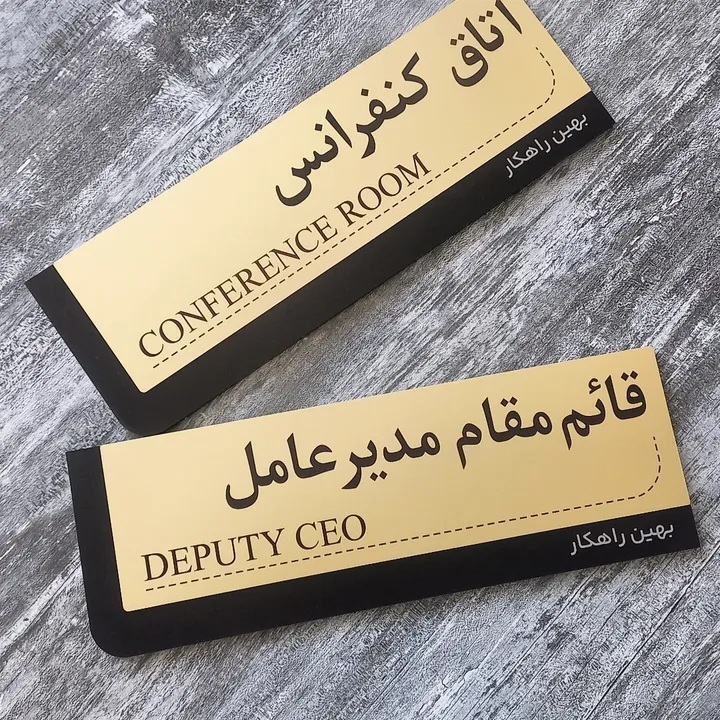 اتاق کنفرانس
CONFERENCE ROOM
بهین راهکار
قائم مقام مدیرعامل
DEPUTY CEO
بهین راهکار